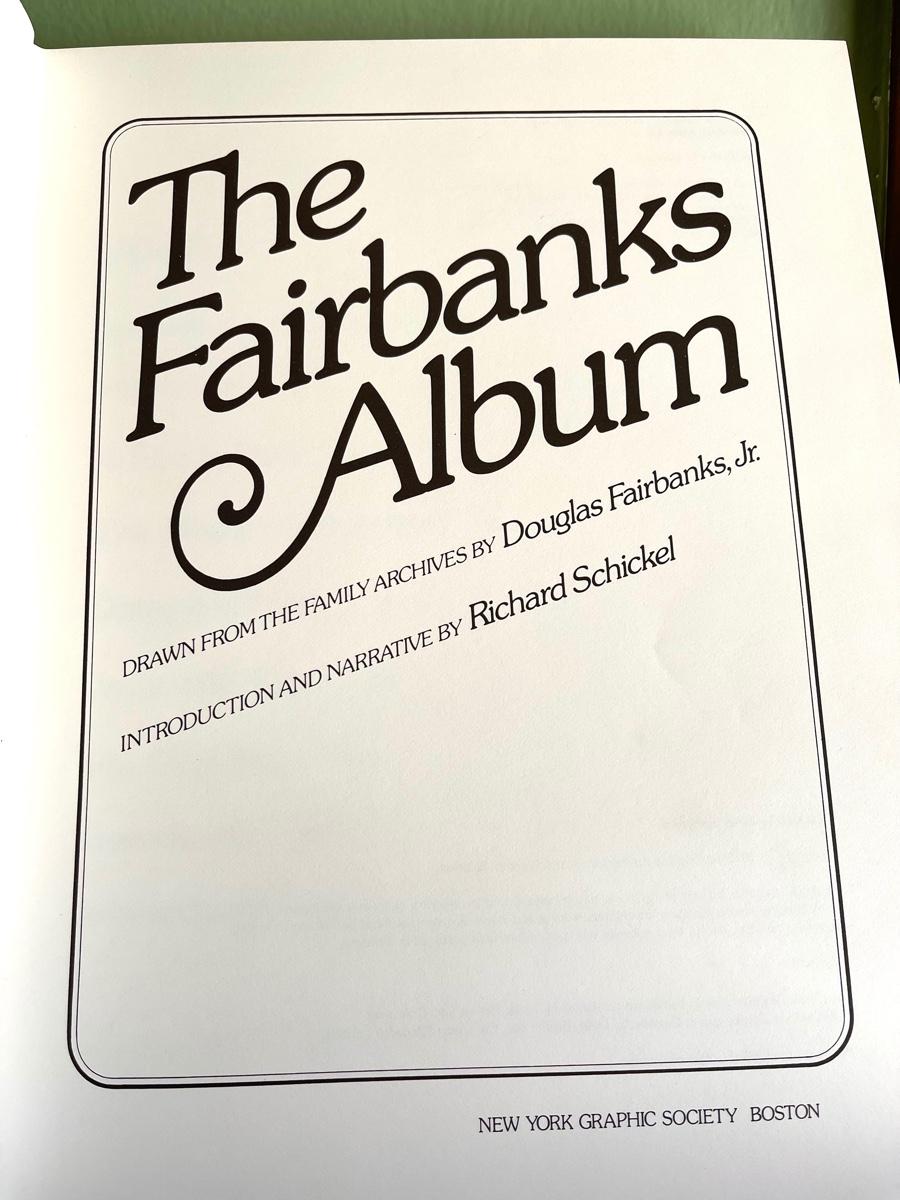 The
Fairbanks
Album
DRAWN FROM THE FAMILY ARCHIVES BY Douglas Fairbanks, Jr.
INTRODUCTION AND NARRATIVE BY Richard Schickel
NEW YORK GRAPHIC SOCIETY BOSTON